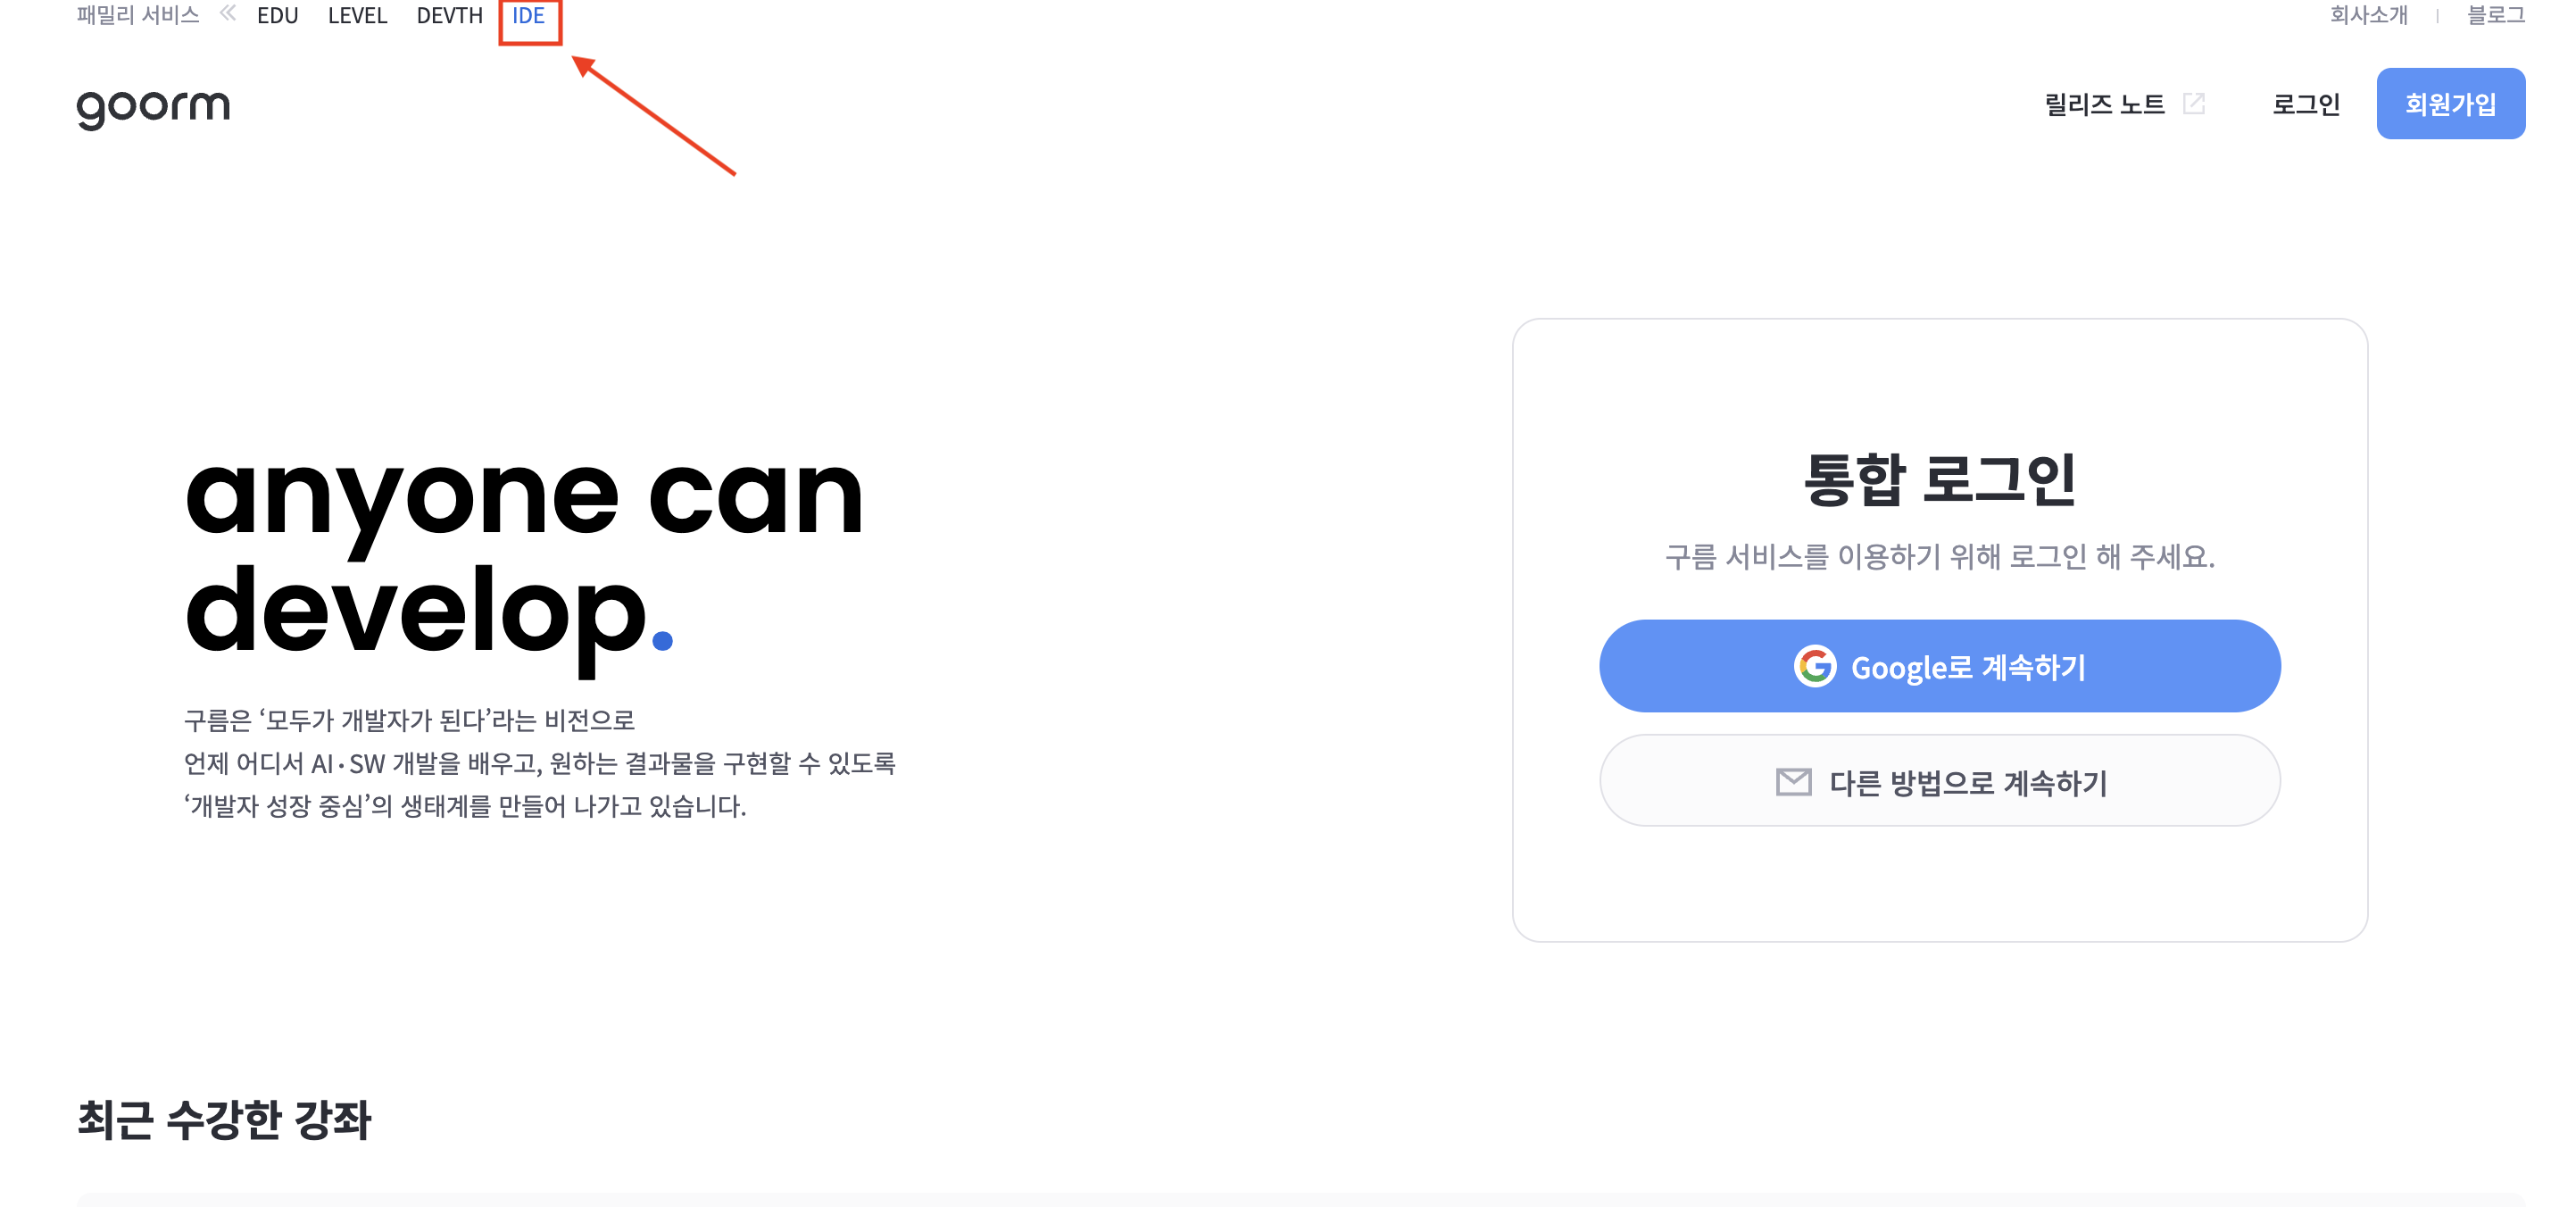 패밀리 서비스 EDU LEVEL DEVTH IDE 회사소개 블로그
goorm 릴리즈 노트 로그인 회원가입
anyone can
develop.
구름은 ‘모두가 개발자가 된다’라는 비전으로
언제 어디서 AI·SW 개발을 배우고, 원하는 결과물을 구현할 수 있도록
‘개발자 성장 중심’의 생태계를 만들어 나가고 있습니다.
통합 로그인
구름 서비스를 이용하기 위해 로그인 해 주세요.
Google로 계속하기
다른 방법으로 계속하기
최근 수강한 강좌